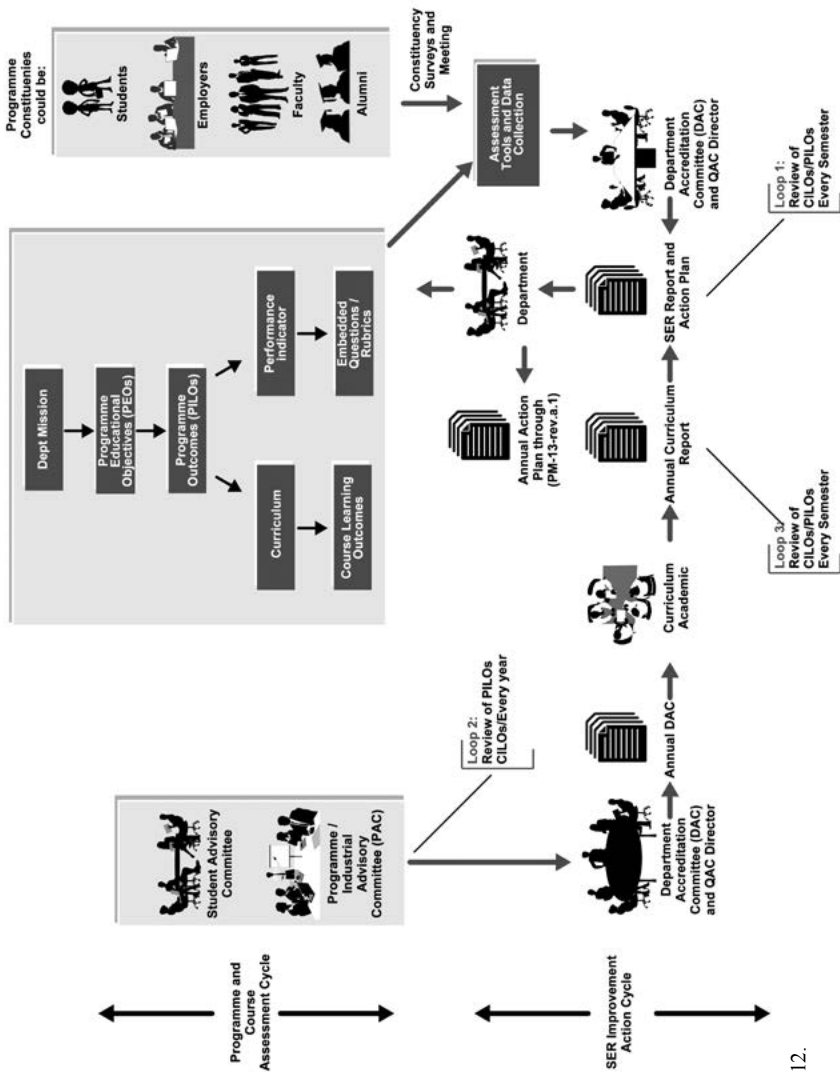 Programme and
Course
Assessment Cycle
SER Improvement
Action Cycle
Student Advisory
Committee
Programme /
Industrial
Advisory
Committee (PAC)
Dept Mission
Programme
Educational
Objectives (PEOs)
Programme
Outcomes (PILOs)
Curriculum
Performance
indicator
Course Learning
Outcomes
Embedded
Questions /
Rubrics
Programme
Constituenies
could be:
Students
Employers
Faculty
Alumni
Loop 2:
Review of PILOs
CILOs/Every year
Constituency
Surveys and
Meeting
Assessment
Tools and Data
Collection
Department
Annual Action
Plan through
(PM-13-rev.a.1)
Department
Accreditation
Committee (DAC)
and QAC Director
Annual DAC
Curriculum
Academic
Annual Curriculum
Report
SER Report and
Action Plan
Department
Accreditation
Committee (DAC)
and QAC Director
Loop 3:
Review of
CILOs/PILOs
Every Semester
Loop 1:
Review of
CILOs/PILOs
Every Semester
12.